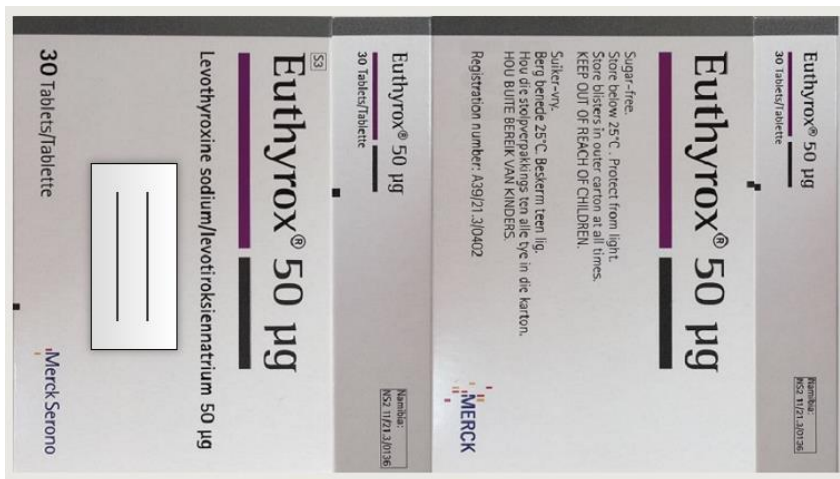 S3
Euthyrox® 50 µg
Levothyroxine sodium/levotiroksiennatrium 50 µg
30 Tablets/Tablette
Merck Serono
Euthyrox® 50 µg
30 Tablets/Tablette
Namibia:
NS2 11/21.3/0136
Euthyrox® 50 µg
Sugar-free.
Store below 25°C. Protect from light.
Store blisters in outer carton at all times.
KEEP OUT OF REACH OF CHILDREN.
Suiker-vry.
Berg benede 25°C. Beskerm teen lig.
Hou die stolpverpakkings ten alle tye in die karton.
HOU BUITE BEREIK VAN KINDERS.
Registration number: A39/21.3/0402
MERCK
Euthyrox® 50 µg
30 Tablets/Tablette
Namibia:
NS2 11/21.3/0136